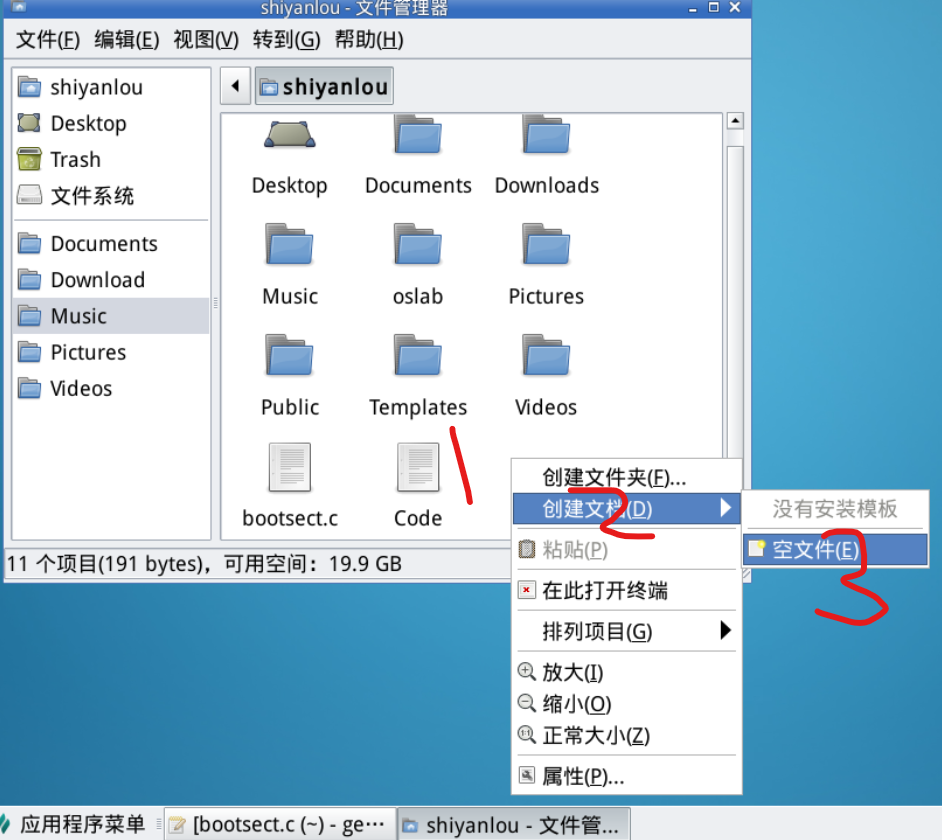 shiyanlou - 文件管理器
文件(F) 编辑(E) 视图(V) 转到(G) 帮助(H)
shiyanlou
Desktop
Trash
文件系统
Documents
Download
Music
Pictures
Videos
shiyanlou
Desktop Documents Downloads
Music oslab Pictures
Public Templates Videos
bootsect.c Code
1
2
3
创建文件夹(F)...
创建文档(D)
粘贴(P)
在此打开终端
排列项目(G)
放大(I)
缩小(O)
正常大小(Z)
属性(P)...
没有安装模板
空文件(E)
11 个项目(191 bytes)，可用空间：19.9 GB
应用程序菜单 [bootsect.c (~) - ge··· shiyanlou - 文件管...